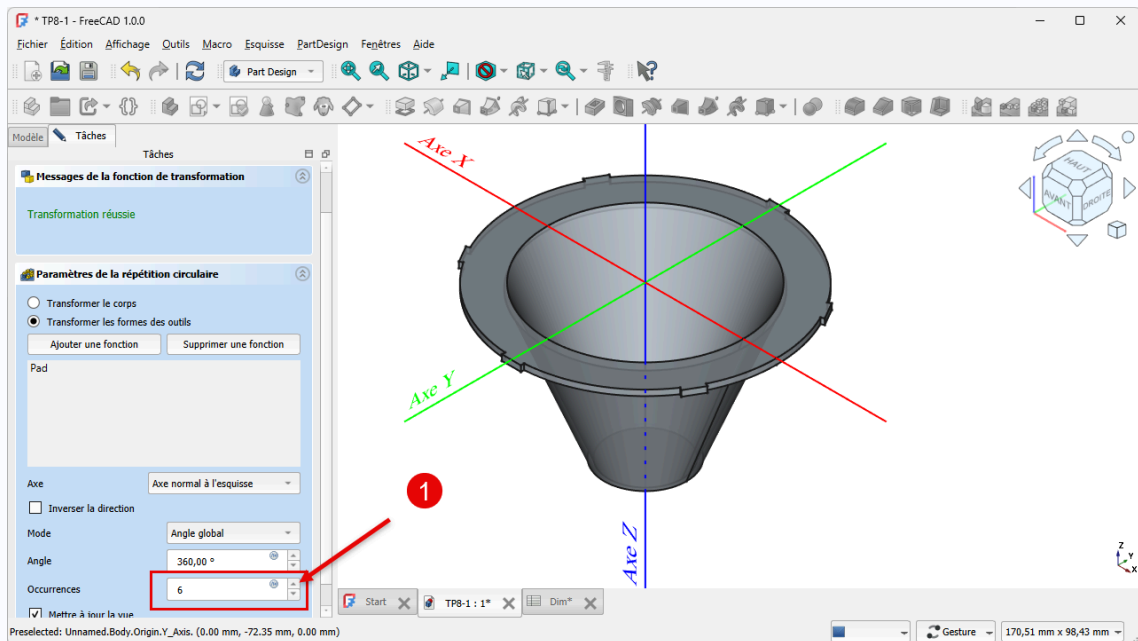 * TP8-1 - FreeCAD 1.0.0
Fichier Édition Affichage Outils Macro Esquisse PartDesign Fenêtres Aide
Part Design
Modèle Tâches
Tâches
Messages de la fonction de transformation
Transformation réussie
Paramètres de la répétition circulaire
Transformer le corps
Transformer les formes des outils
Ajouter une fonction Supprimer une fonction
Pad
Axe Axe normal à l'esquisse
Inverser la direction
Mode Angle global
Angle 360,00 °
Occurrences 6
Mettre à jour la vue
1
Axe X
Axe Y
Axe Z
HAUT
AVANT
DROITE
Z
Y
X
Start TP8-1 : 1* Dim*
Preselected: Unnamed.Body.Origin.Y_Axis. (0.00 mm, -72.35 mm, 0.00 mm) Gesture 170,51 mm x 98,43 mm